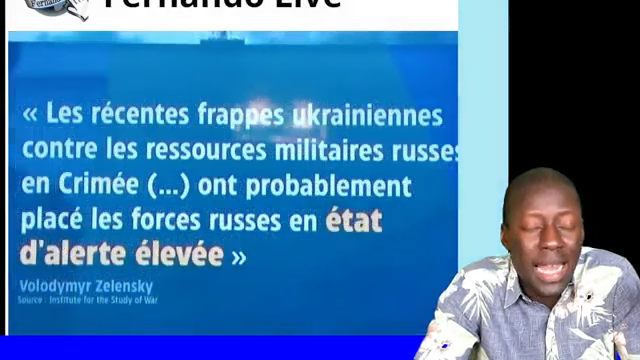 Fernando Live
« Les récentes frappes ukrainiennes
contre les ressources militaires russes
en Crimée (...) ont probablement
placé les forces russes en état
d'alerte élevée »
Volodymyr Zelensky
Source : Institute for the Study of War